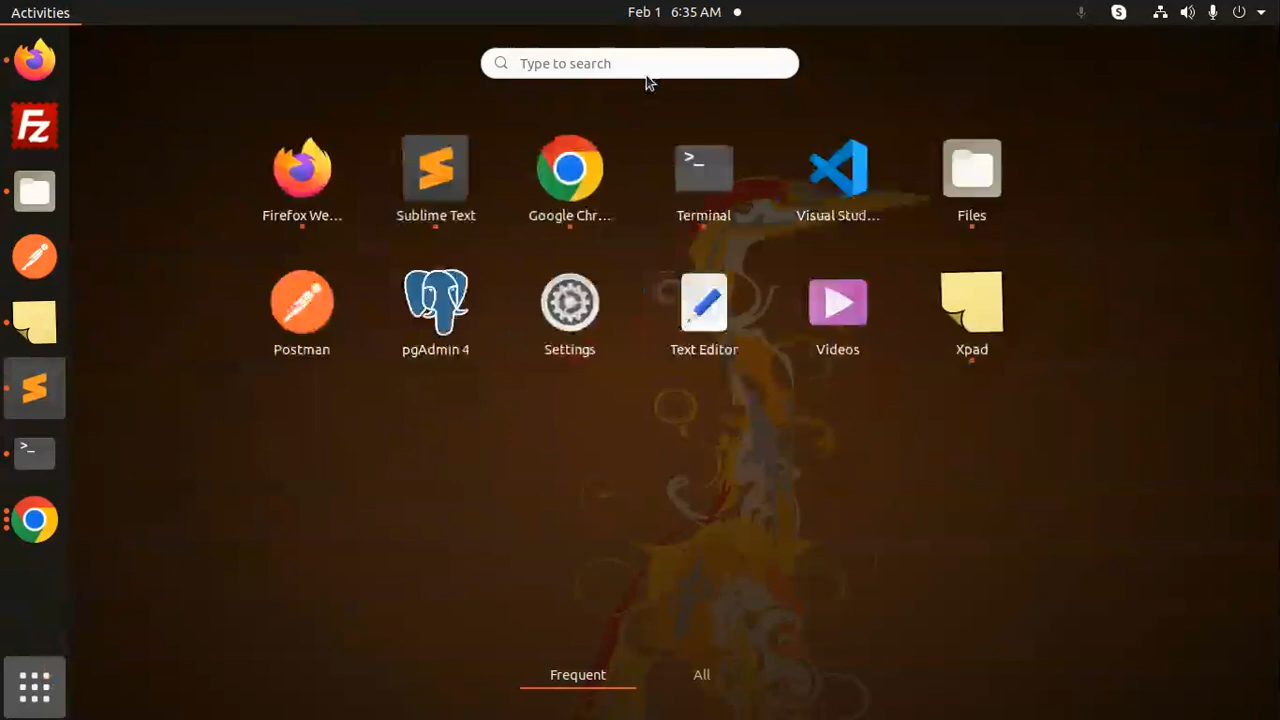 Activities
Feb 1 6:35 AM
Type to search
Firefox We...
Sublime Text
Google Chr...
Terminal
Visual Stud...
Files
Postman
pgAdmin 4
Settings
Text Editor
Videos
Xpad
Frequent
All